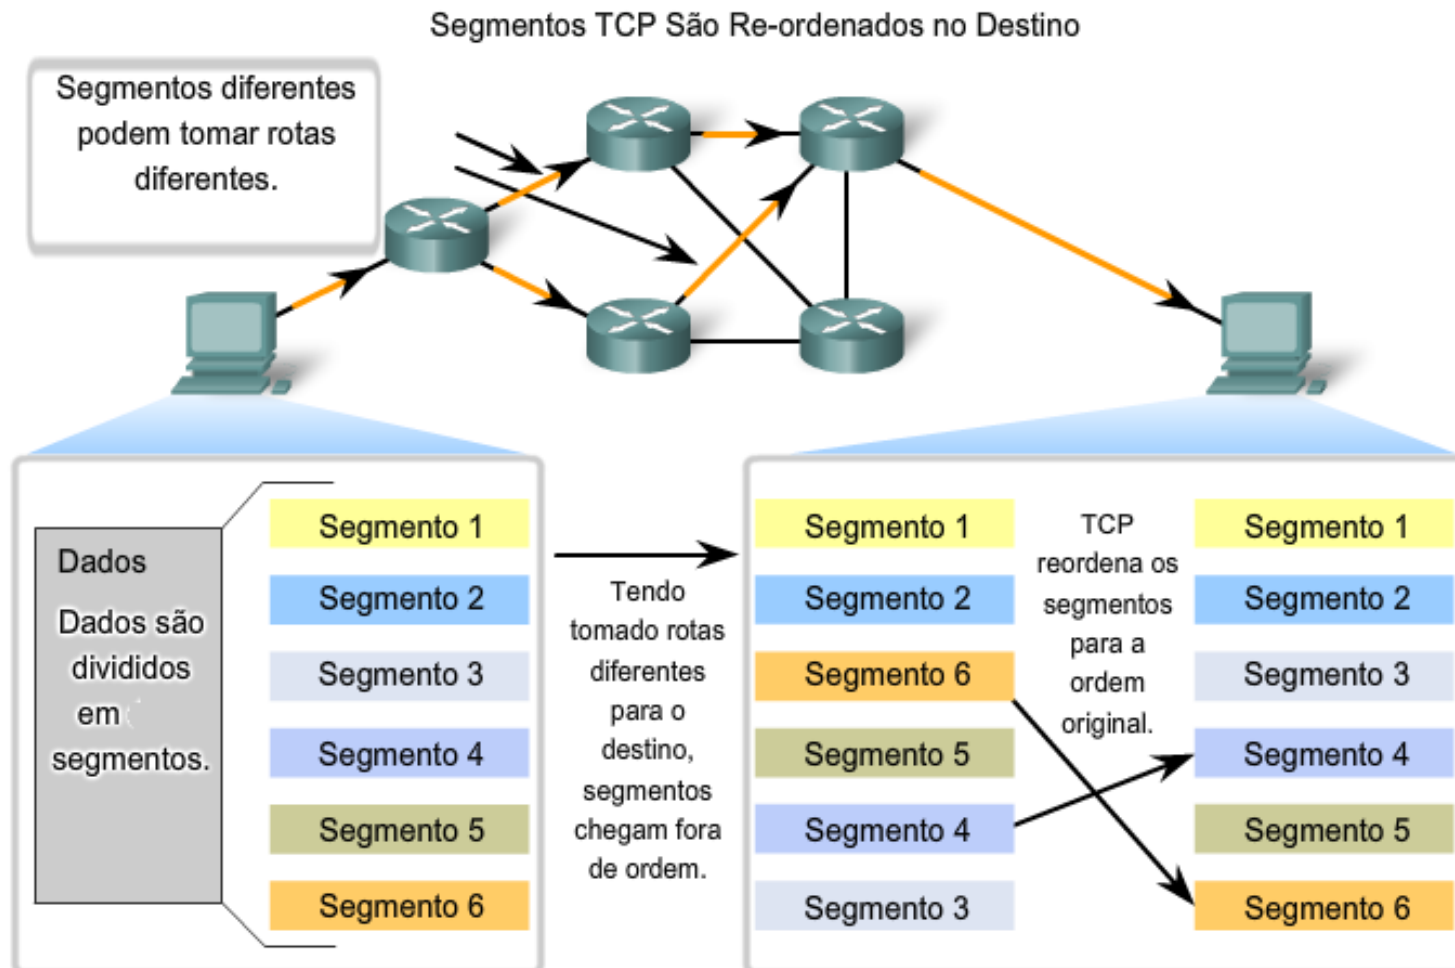 Segmentos TCP São Re-ordenados no Destino
Segmentos diferentes
podem tomar rotas
diferentes.
Dados
Dados são
divididos
em
segmentos.
Segmento 1
Segmento 2
Segmento 3
Segmento 4
Segmento 5
Segmento 6
Tendo
tomado rotas
diferentes
para o
destino,
segmentos
chegam fora
de ordem.
Segmento 1
Segmento 2
Segmento 6
Segmento 5
Segmento 4
Segmento 3
TCP
reordena os
segmentos
para a
ordem
original.
Segmento 1
Segmento 2
Segmento 3
Segmento 4
Segmento 5
Segmento 6